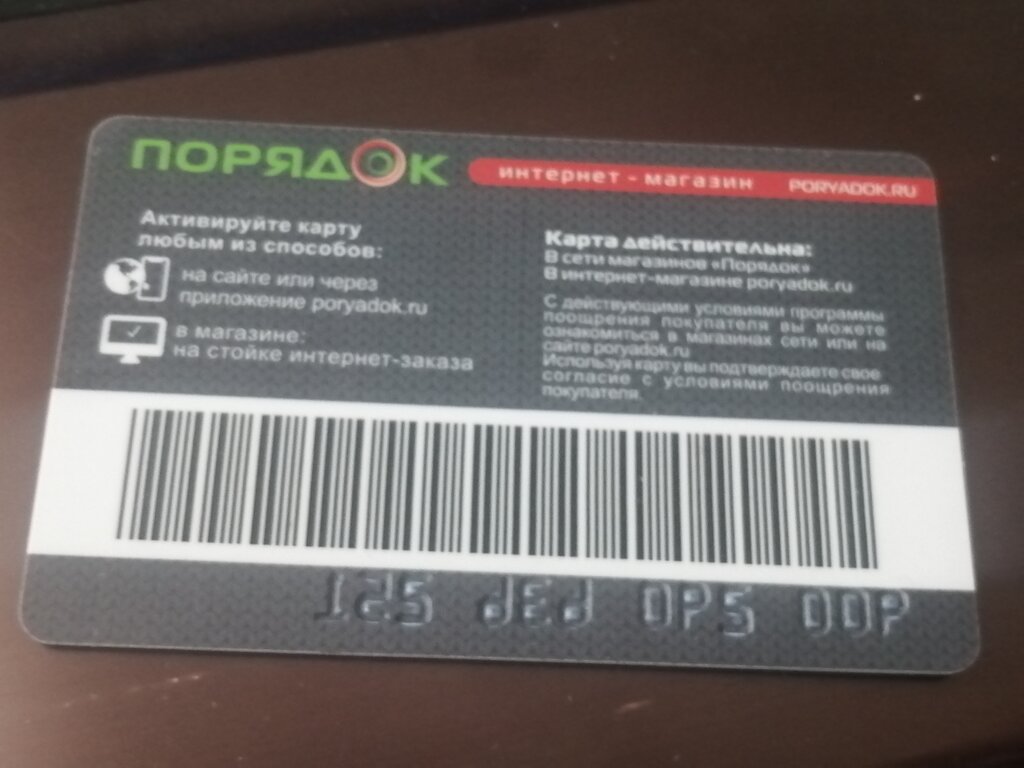 ПОРЯДОК
интернет - магазин PORYADOK.RU
Активируйте карту
любым из способов:
на сайте или через
приложение poryadok.ru
в магазине:
на стойке интернет-заказа
Карта действительна:
В сети магазинов «Порядок»
В интернет-магазине poryadok.ru
С действующими условиями программы
поощрения покупателя вы можете
ознакомиться в магазинах сети или на
сайте poryadok.ru
Используя карту вы подтверждаете свое
согласие с условиями поощрения
покупателя.